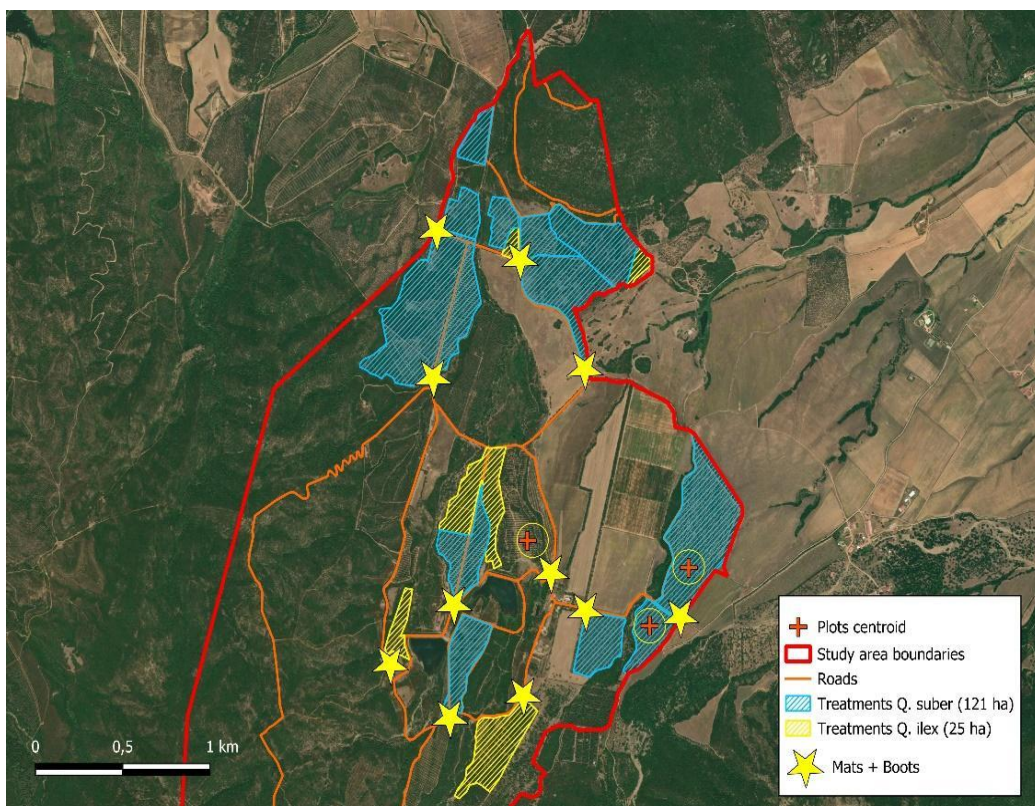 Plots centroid
Study area boundaries
Roads
Treatments Q. suber (121 ha)
Treatments Q. ilex (25 ha)
Mats + Boots
0 0,5 1 km